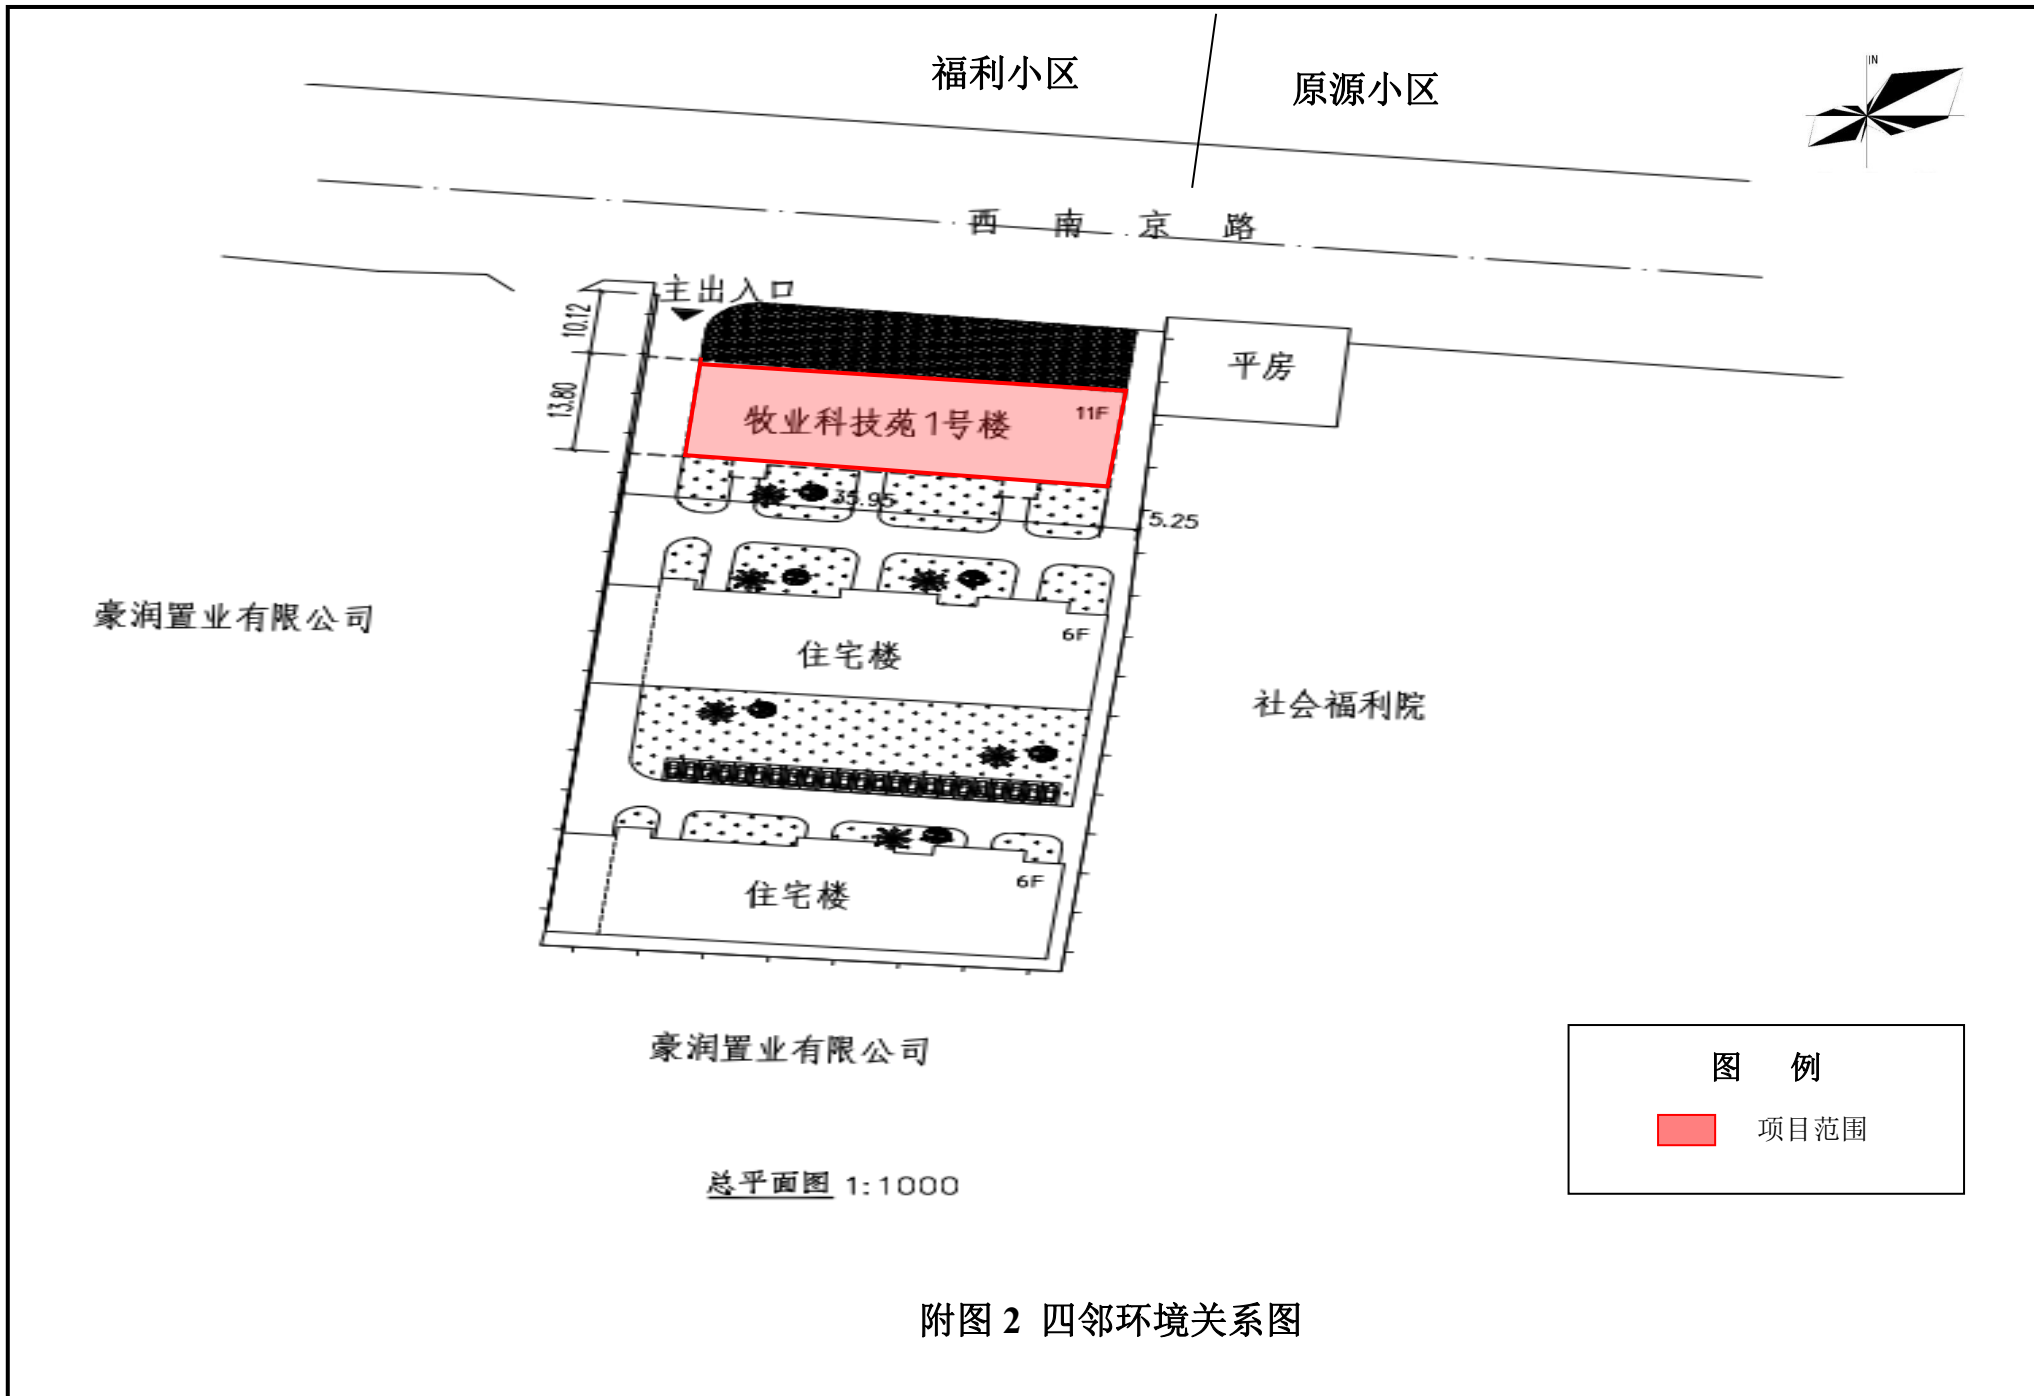 福利小区
原源小区
N
西南京路
主出入口
10.12
13.80
平房
牧业科技苑1号楼
11F
35.95
5.25
豪润置业有限公司
住宅楼
6F
社会福利院
住宅楼
6F
豪润置业有限公司
图 例
项目范围
总平面图 1:1000
附图 2 四邻环境关系图